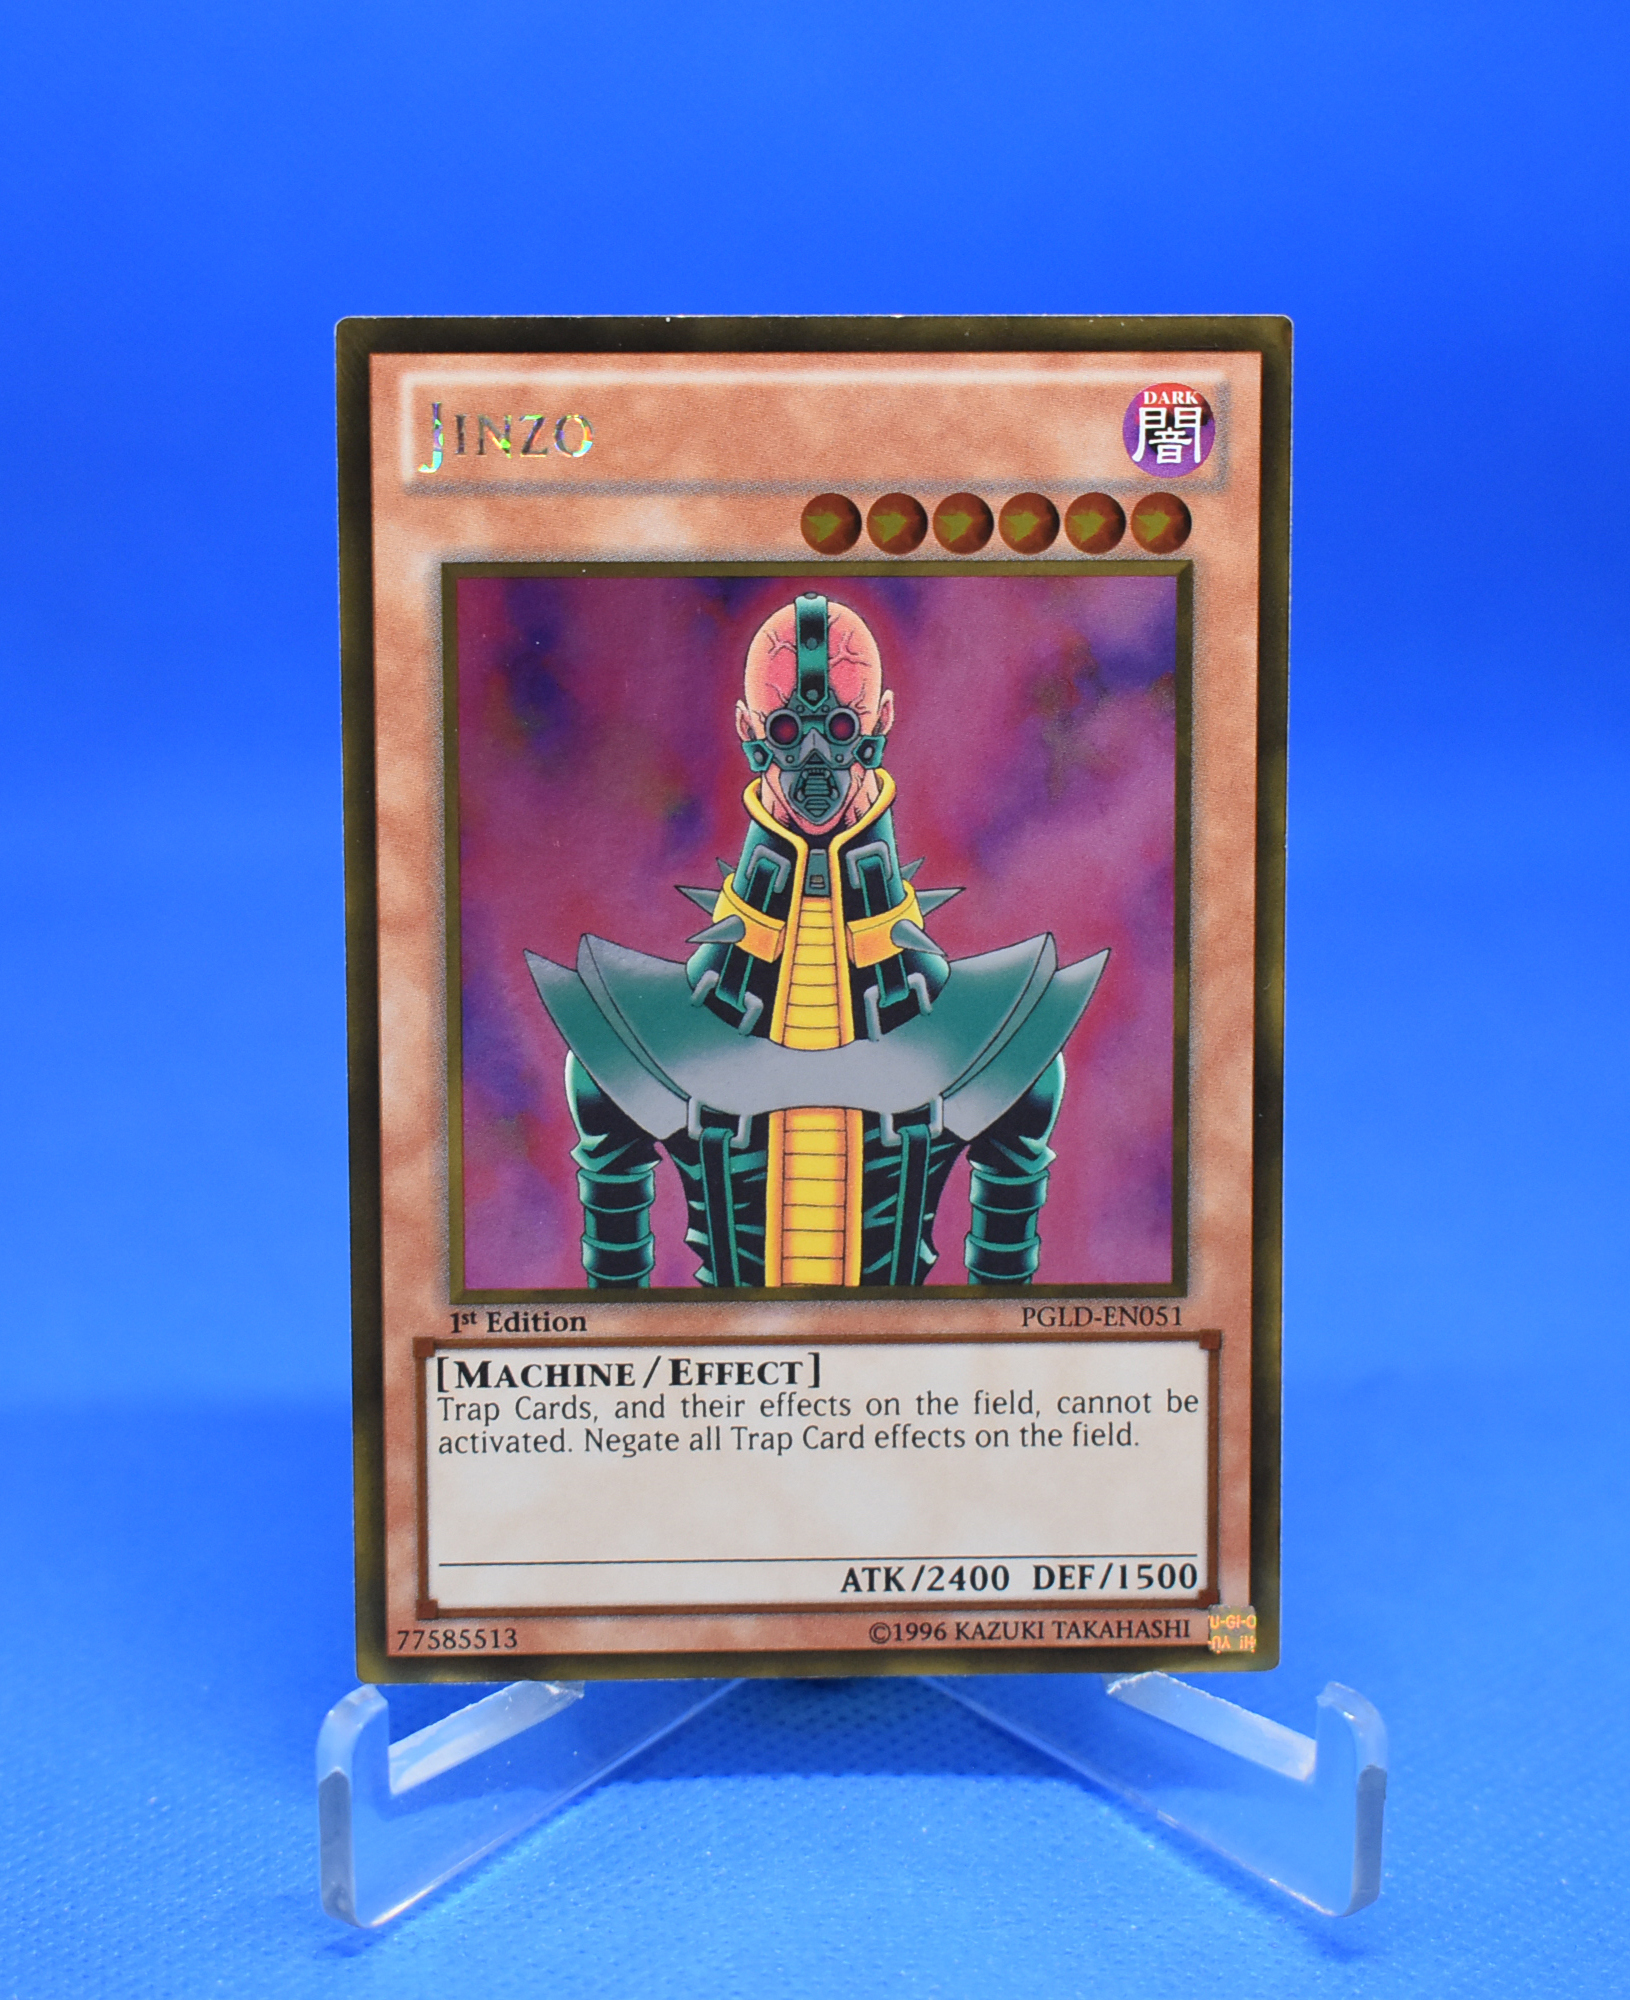 JINZO
DARK
闇
1st Edition
PGLD-EN051
[MACHINE/EFFECT]
Trap Cards, and their effects on the field, cannot be
activated. Negate all Trap Card effects on the field.
ATK/2400 DEF/1500
77585513
©1996 KAZUKI TAKAHASHI
U-GI-O